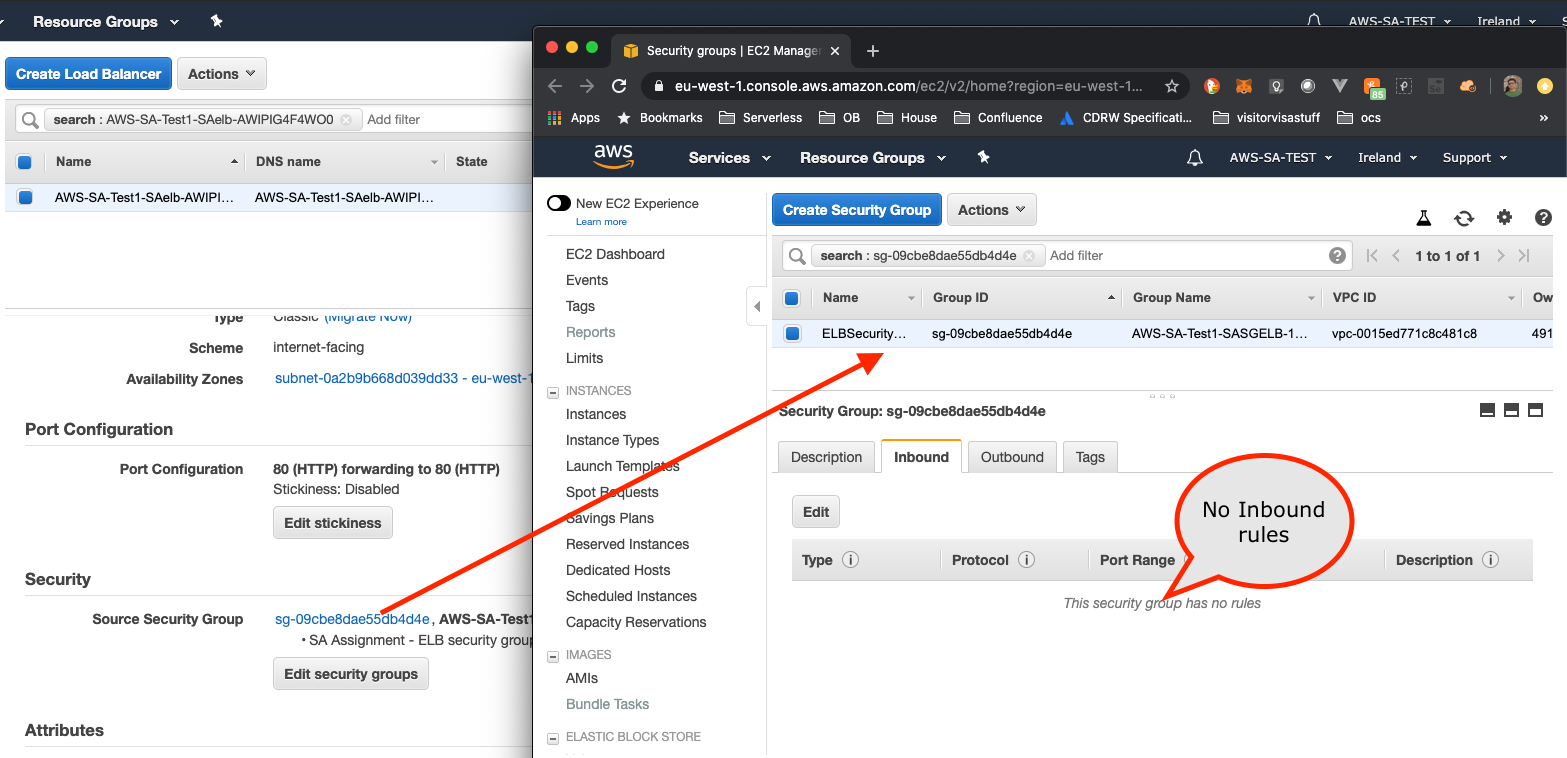 Resource Groups
AWS-SA-TEST
Ireland
Create Load Balancer
Actions
search : AWS-SA-Test1-SAelb-AWIPIG4F4WO0
Add filter
Name
DNS name
State
AWS-SA-Test1-SAelb-AWIPI…
AWS-SA-Test1-SAelb-AWIPI…
Type
Classic (Migrate Now)
Scheme
internet-facing
Availability Zones
subnet-0a2b9b668d039dd33 - eu-west-1
Port Configuration
Port Configuration
80 (HTTP) forwarding to 80 (HTTP)
Stickiness: Disabled
Edit stickiness
Security
Source Security Group
sg-09cbe8dae55db4d4e, AWS-SA-Test1
• SA Assignment - ELB security group
Edit security groups
Attributes
Security groups | EC2 Manage
eu-west-1.console.aws.amazon.com/ec2/v2/home?region=eu-west-1...
85
Apps
Bookmarks
Serverless
OB
House
Confluence
CDRW Specificati...
visitorvisastuff
ocs
»
aws
Services
Resource Groups
AWS-SA-TEST
Ireland
Support
New EC2 Experience
Learn more
EC2 Dashboard
Events
Tags
Reports
Limits
INSTANCES
Instances
Instance Types
Launch Templates
Spot Requests
Savings Plans
Reserved Instances
Dedicated Hosts
Scheduled Instances
Capacity Reservations
IMAGES
AMIs
Bundle Tasks
ELASTIC BLOCK STORE
Create Security Group
Actions
search : sg-09cbe8dae55db4d4e
Add filter
1 to 1 of 1
Name
Group ID
Group Name
VPC ID
Ow
ELBSecurity…
sg-09cbe8dae55db4d4e
AWS-SA-Test1-SASGELB-1…
vpc-0015ed771c8c481c8
491
Security Group: sg-09cbe8dae55db4d4e
Description
Inbound
Outbound
Tags
Edit
No Inbound
rules
Type
Protocol
Port Range
Description
This security group has no rules